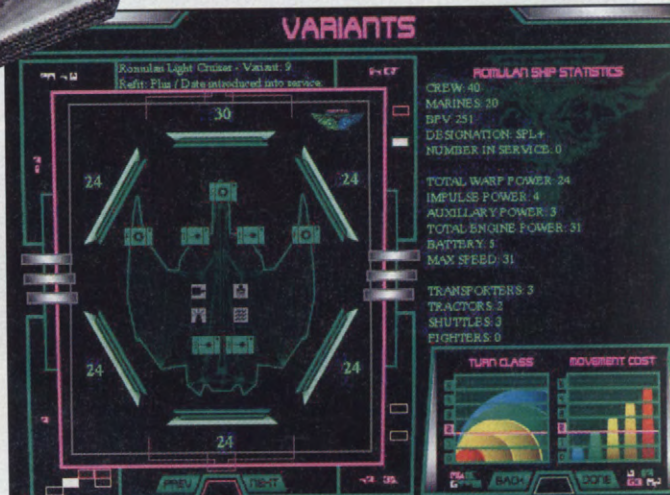 VARIANTS
Romulan Light Cruiser - Variant: 9
Refit: Plus / Date introduced into service
30
24
24
24
24
24
ROMULAN SHIP STATISTICS
CREW: 40
MARINES: 20
BPV 251
DESIGNATION: SPL+
NUMBER IN SERVICE: 0
TOTAL WARP POWER: 24
IMPULSE POWER: 4
AUXILLARY POWER: 3
TOTAL ENGINE POWER: 31
BATTERY: 5
MAX SPEED: 31
TRANSPORTERS: 3
TRACTORS: 2
SHUTTLES: 3
FIGHTERS: 0
TURN CLASS
MOVEMENT COST
PREV
NEXT
BACK
DONE